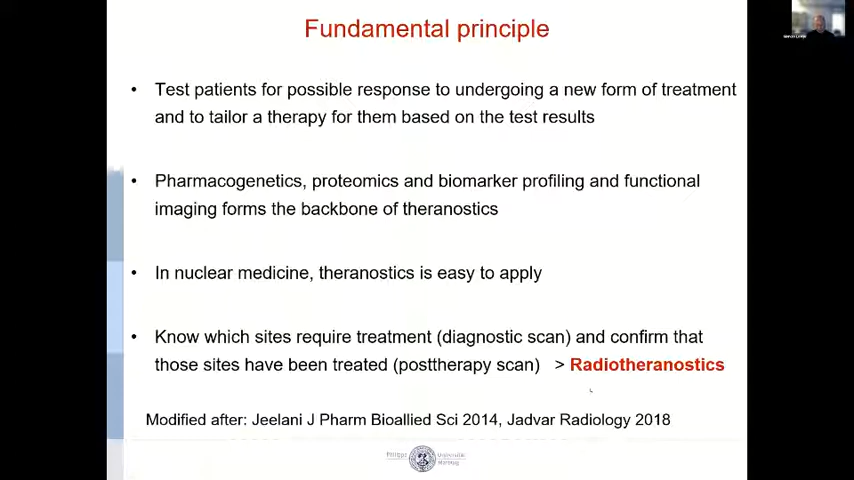 Fundamental principle
• Test patients for possible response to undergoing a new form of treatment
and to tailor a therapy for them based on the test results
• Pharmacogenetics, proteomics and biomarker profiling and functional
imaging forms the backbone of theranostics
• In nuclear medicine, theranostics is easy to apply
• Know which sites require treatment (diagnostic scan) and confirm that
those sites have been treated (posttherapy scan) > Radiotheranostics
Modified after: Jeelani J Pharm Bioallied Sci 2014, Jadvar Radiology 2018
Philipps Universität
Marburg